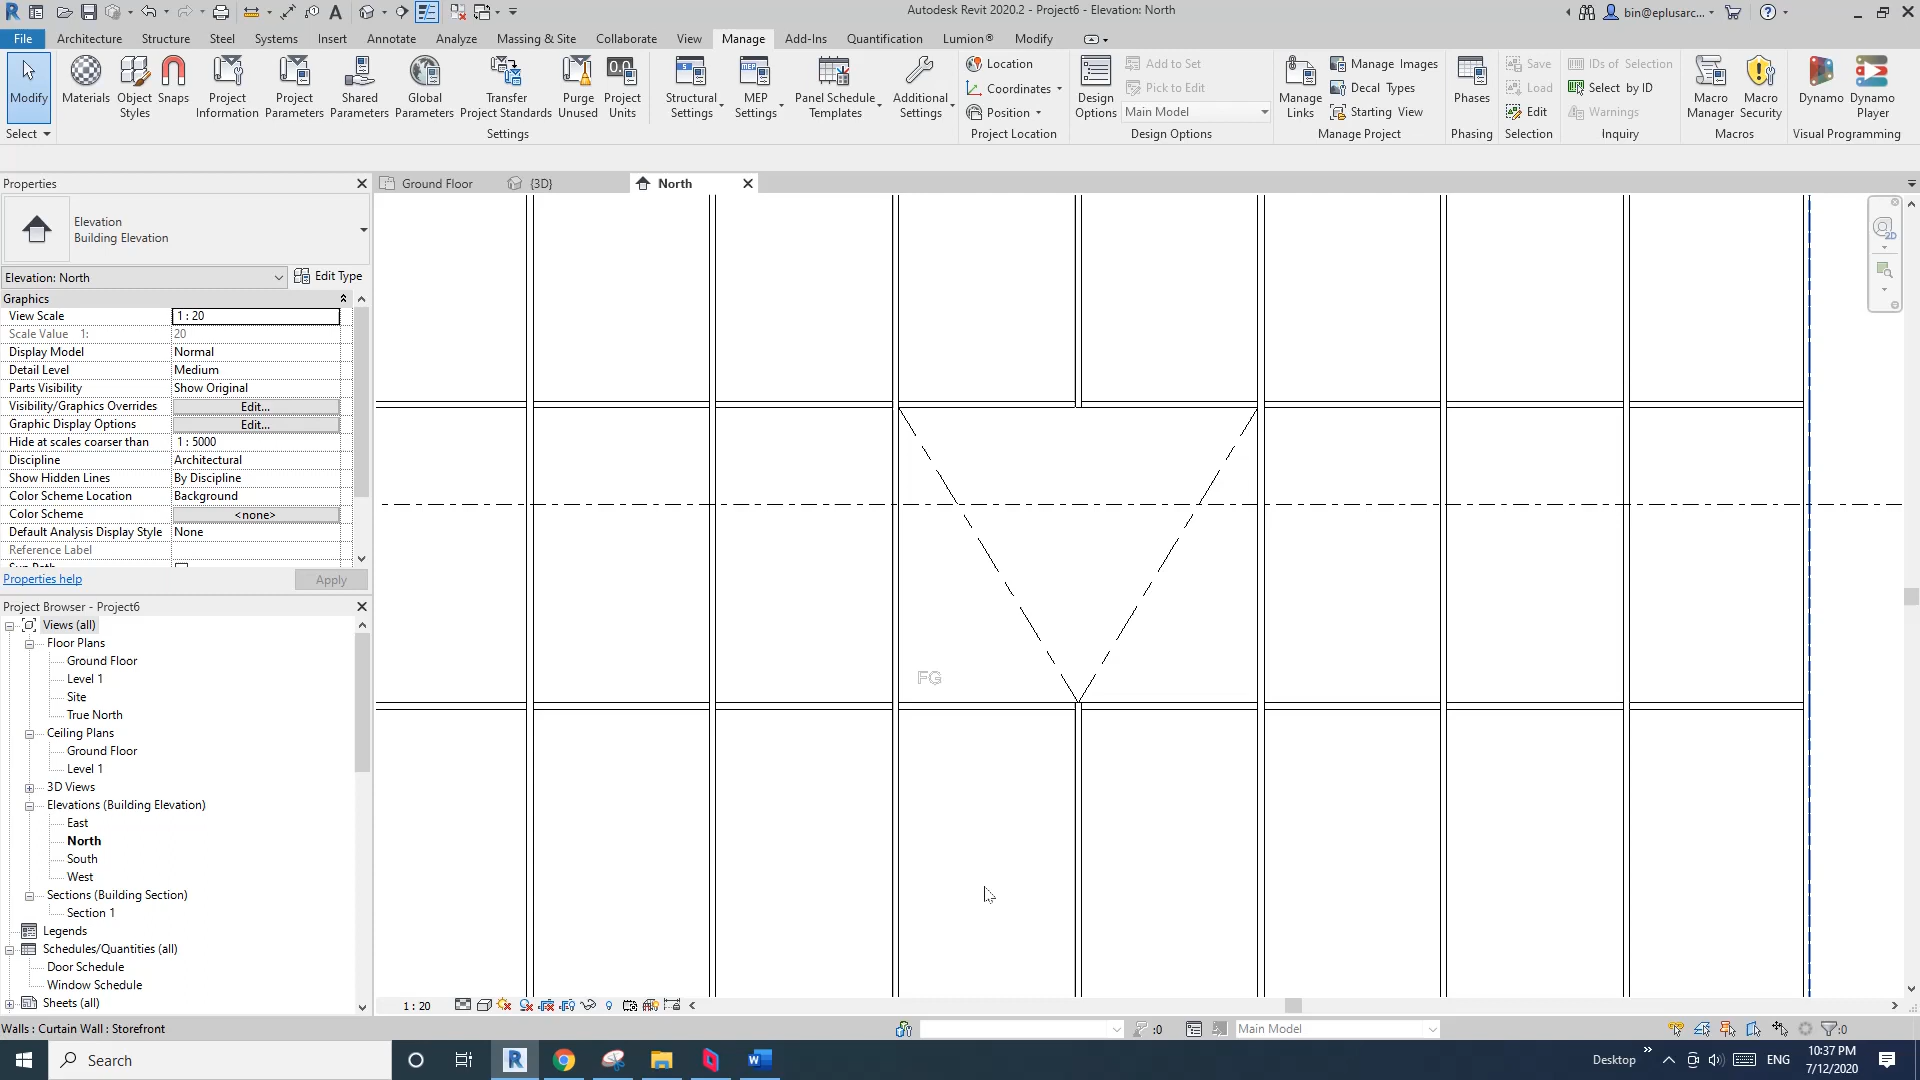 Autodesk Revit 2020.2 - Project6 - Elevation: North
bin@eplusarc...
File Architecture Structure Steel Systems Insert Annotate Analyze Massing & Site Collaborate View Manage Add-Ins Quantification Lumion® Modify
Modify
Materials
Object Styles
Snaps
Project Information
Project Parameters
Shared Parameters
Global Parameters
Transfer Project Standards
Purge Unused
Project Units
Structural Settings
MEP Settings
Panel Schedule Templates
Additional Settings
Location
Coordinates
Position
Design Options
Add to Set
Pick to Edit
Main Model
Manage Links
Manage Images
Decal Types
Starting View
Phases
Save
Load
Edit
IDs of Selection
Select by ID
Warnings
Macro Manager
Macro Security
Dynamo
Dynamo Player
Select Settings Project Location Design Options Manage Project Phasing Selection Inquiry Macros Visual Programming
Properties
Ground Floor {3D} North
Elevation
Building Elevation
Elevation: North Edit Type
Graphics
View Scale 1 : 20
Scale Value 1: 20
Display Model Normal
Detail Level Medium
Parts Visibility Show Original
Visibility/Graphics Overrides Edit...
Graphic Display Options Edit...
Hide at scales coarser than 1 : 5000
Discipline Architectural
Show Hidden Lines By Discipline
Color Scheme Location Background
Color Scheme <none>
Default Analysis Display Style None
Reference Label
Properties help Apply
Project Browser - Project6
Views (all)
Floor Plans
Ground Floor
Level 1
Site
True North
Ceiling Plans
Ground Floor
Level 1
3D Views
Elevations (Building Elevation)
East
North
South
West
Sections (Building Section)
Section 1
Legends
Schedules/Quantities (all)
Door Schedule
Window Schedule
Sheets (all)
FG
2D
1 : 20
Walls : Curtain Wall : Storefront
:0
Main Model
:0
Search
Desktop
ENG
10:37 PM
7/12/2020